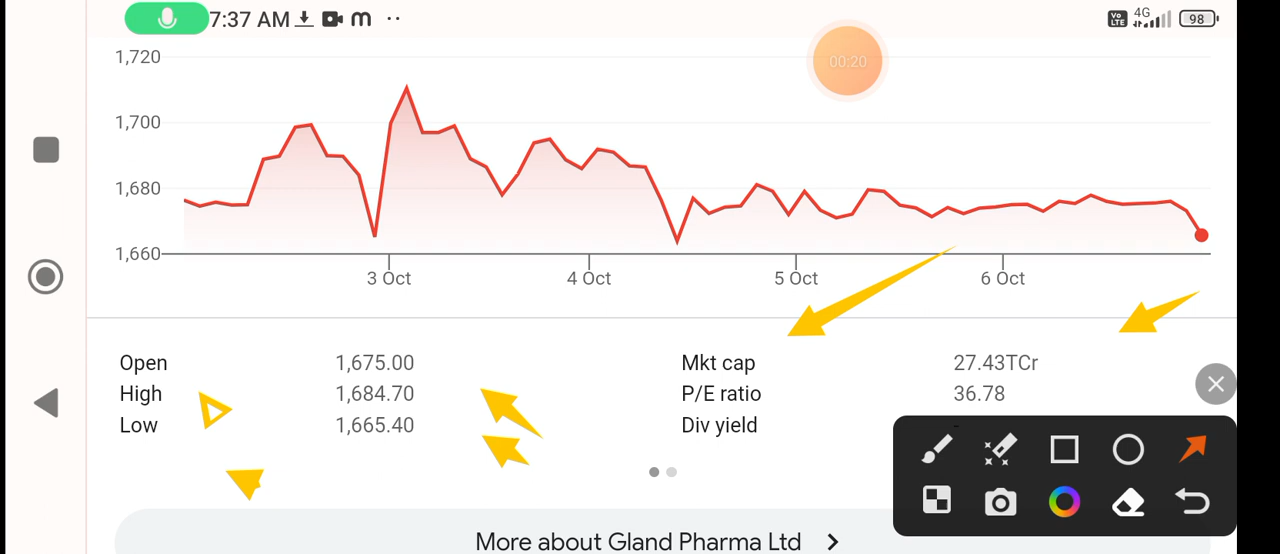 7:37 AM
Vo LTE 4G 98
1,720
00:20
1,700
1,680
1,660
3 Oct 4 Oct 5 Oct 6 Oct
Open 1,675.00 Mkt cap 27.43TCr
High 1,684.70 P/E ratio 36.78
Low 1,665.40 Div yield
More about Gland Pharma Ltd